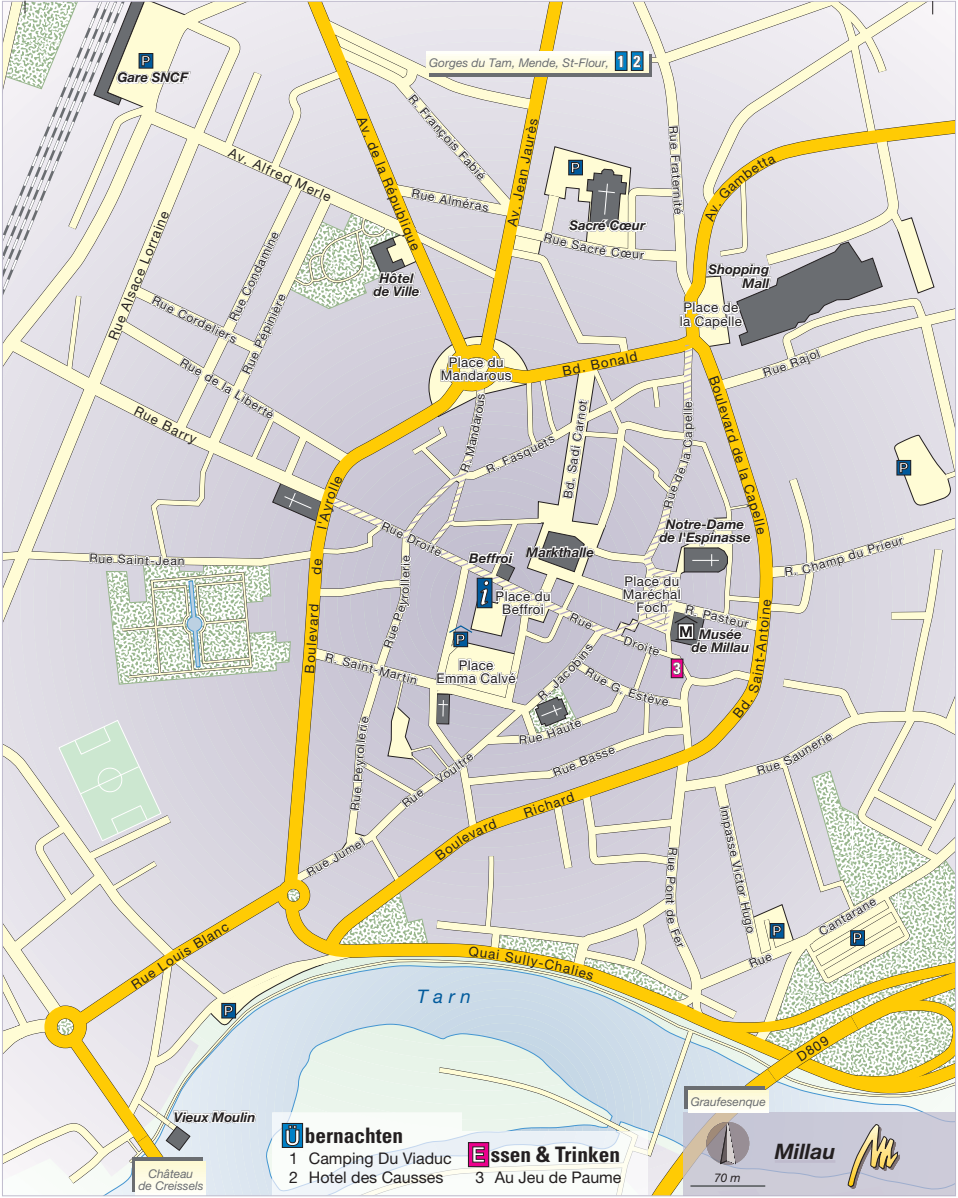 P
Gare SNCF
Gorges du Tam, Mende, St-Flour, 1 2
R. François Fabié
Av. de la République
Av. Jean Jaurès
Rue Fraternité
Av. Gambetta
Av. Alfred Merle
Rue Alméras
P
Sacré Cœur
Rue Sacré Cœur
Rue Alsace Lorraine
Rue Condamine
Hôtel
de Ville
Shopping
Mall
Rue Cordeliers
Rue Pépinière
Place de
la Capelle
Place du
Mandarous
Bd. Bonald
Rue Rajol
Rue de la Liberté
Rue Barry
R. Mandarous
R. Fasquets
Bd. Sadi Carnot
Rue de la Capelle
Boulevard de la Capelle
P
Boulevard de l'Ayrolle
Rue Droite
Beffroi
Markthalle
Notre-Dame
de l'Espinasse
Rue Saint-Jean
R. Champ du Prieur
Rue Peyrollerie
i
Place du
Beffroi
Place du
Maréchal
Foch
R. Pasteur
Rue Droite
M
Musée
de Millau
P
3
R. Saint-Martin
Place
Emma Calvé
R. Jacobins
Rue G. Estève
Bd. Saint-Antoine
Rue Haute
Rue Peyrollerie
Rue Voultre
Rue Basse
Rue Saunerie
Boulevard Richard
Rue Jumel
Rue Pont de Fer
Impasse Victor Hugo
Rue Cantarane
P
P
Rue Louis Blanc
Quai Sully-Chalies
P
Tarn
D809
Graufesenque
Vieux Moulin
Château
de Creissels
Übernachten
1 Camping Du Viaduc
2 Hotel des Causses
Essen & Trinken
3 Au Jeu de Paume
70 m
Millau